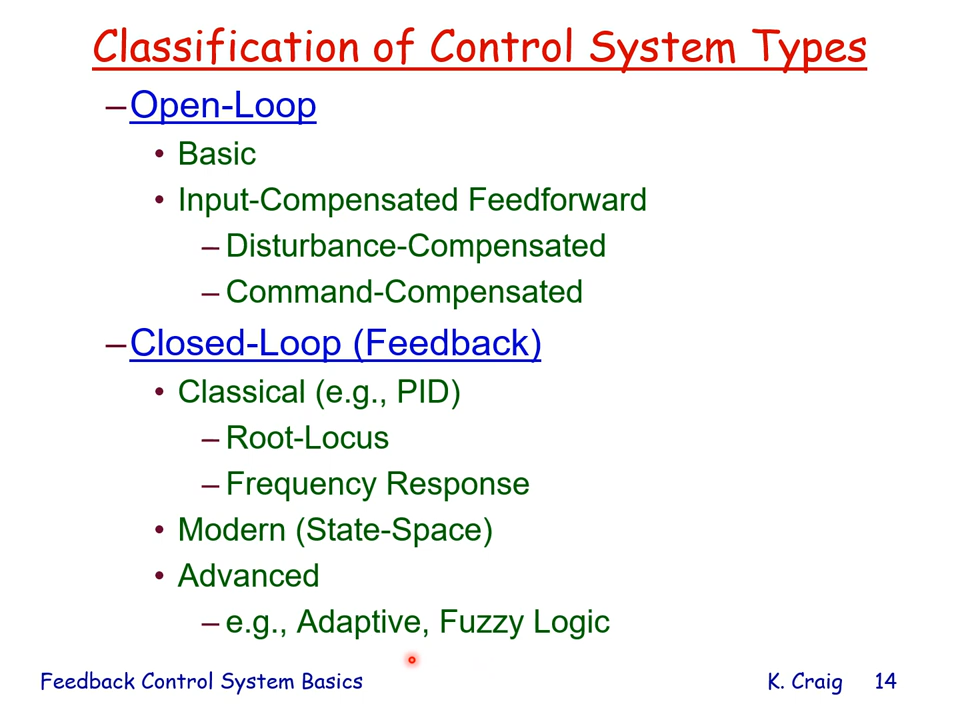 Classification of Control System Types
–Open-Loop
• Basic
• Input-Compensated Feedforward
– Disturbance-Compensated
– Command-Compensated
–Closed-Loop (Feedback)
• Classical (e.g., PID)
– Root-Locus
– Frequency Response
• Modern (State-Space)
• Advanced
– e.g., Adaptive, Fuzzy Logic
Feedback Control System Basics K. Craig 14